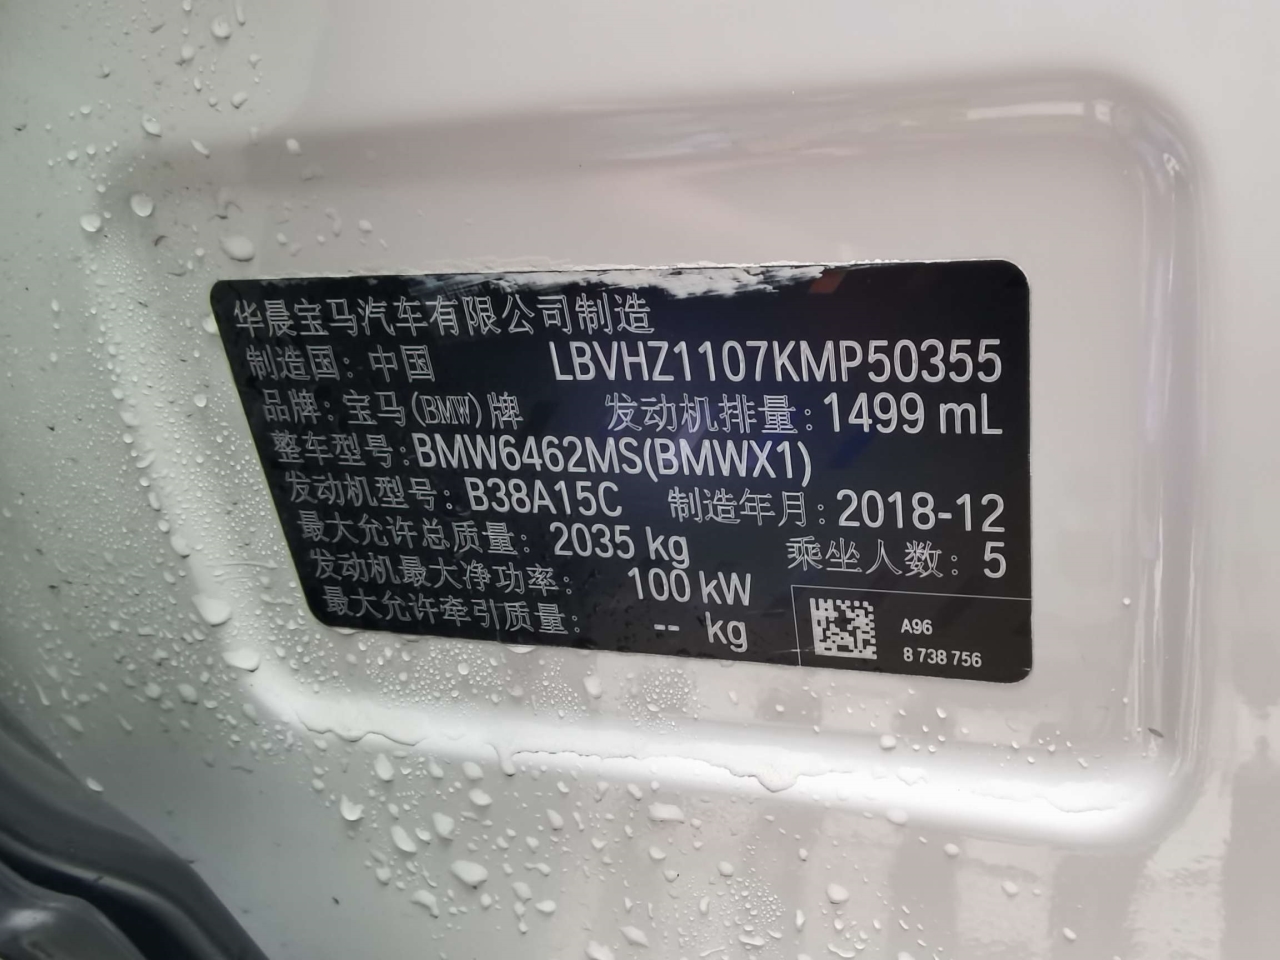 华晨宝马汽车有限公司制造
制造国：中国 LBVHZ1107KMP50355
品牌：宝马(BMW)牌 发动机排量：1499 mL
整车型号：BMW6462MS(BMWX1)
发动机型号：B38A15C 制造年月：2018-12
最大允许总质量：2035 kg 乘坐人数：5
发动机最大净功率：100 kW
最大允许牵引质量：-- kg
A96
8 738 756